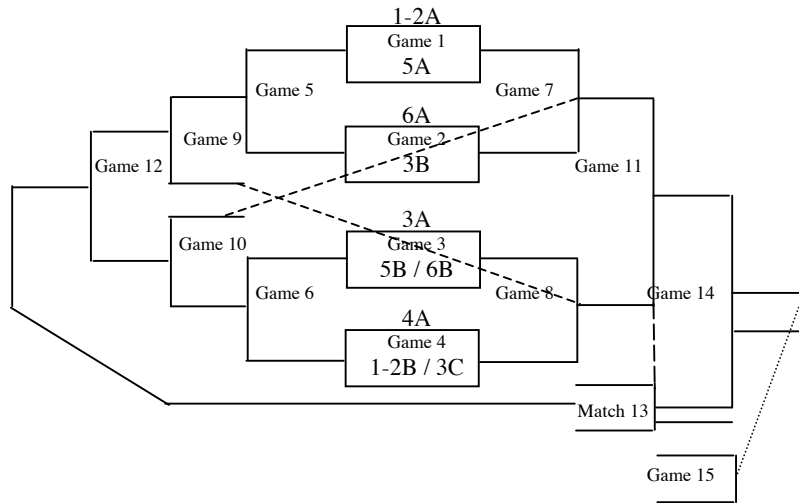 1-2A
Game 1
5A
Game 5
Game 7
6A
Game 2
3B
Game 9
Game 12
Game 11
3A
Game 3
5B / 6B
Game 10
Game 6
Game 8
Game 14
4A
Game 4
1-2B / 3C
Match 13
Game 15